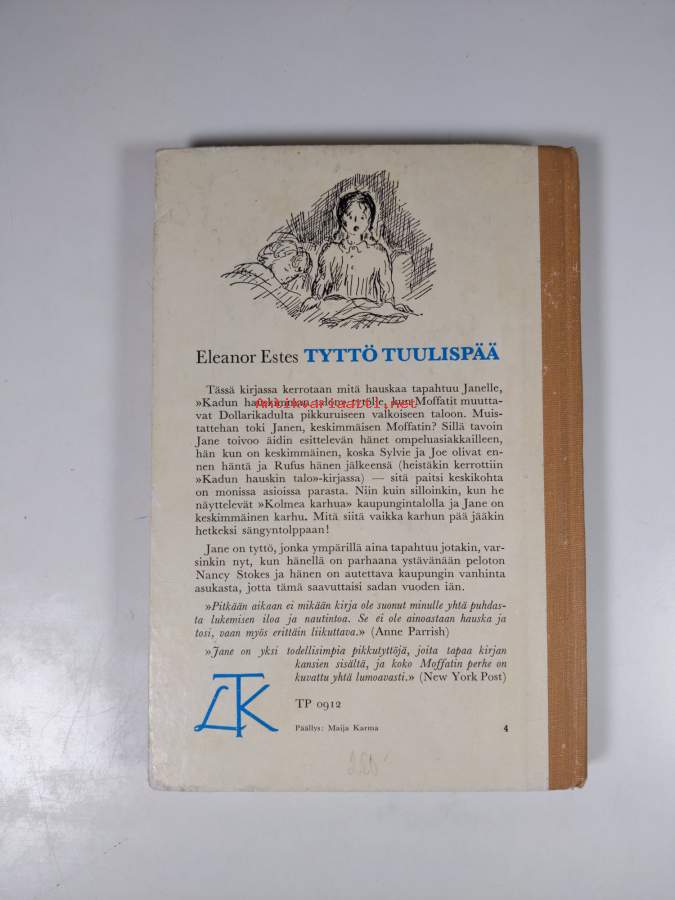 Eleanor Estes TYTTÖ TUULISPÄÄ
Tässä kirjassa kerrotaan mitä hauskaa tapahtuu Janelle,
»Kadun hauskimman talon» tytölle, kun Moffatit muutta-
Antikvariaatti.net
vat Dollarikadulta pikkuruiseen valkoiseen taloon. Muis-
tattehan toki Janen, keskimmäisen Moffatin? Sillä tavoin
Jane toivoo äidin esittelevän hänet ompeluasiakkailleen,
hän kun on keskimmäinen, koska Sylvie ja Joe olivat en-
nen häntä ja Rufus hänen jälkeensä (heistäkin kerrottiin
»Kadun hauskin talo»-kirjassa) — sitä paitsi keskikohta
on monissa asioissa parasta. Niin kuin silloinkin, kun he
näyttelevät »Kolmea karhua» kaupungintalolla ja Jane on
keskimmäinen karhu. Mitä siitä vaikka karhun pää jääkin
hetkeksi sängyntolppaan!
Jane on tyttö, jonka ympärillä aina tapahtuu jotakin, var-
sinkin nyt, kun hänellä on parhaana ystävänään peloton
Nancy Stokes ja hänen on autettava kaupungin vanhinta
asukasta, jotta tämä saavuttaisi sadan vuoden iän.
»Pitkään aikaan ei mikään kirja ole suonut minulle yhtä puhdas-
ta lukemisen iloa ja nautintoa. Se ei ole ainoastaan hauska ja
tosi, vaan myös erittäin liikuttava.» (Anne Parrish)
»Jane on yksi todellisimpia pikkutyttöjä, joita tapaa kirjan
kansien sisältä, ja koko Moffatin perhe on
kuvattu yhtä lumoavasti.» (New York Post)
LTK
TP 0912
Päällys: Maija Karma 4